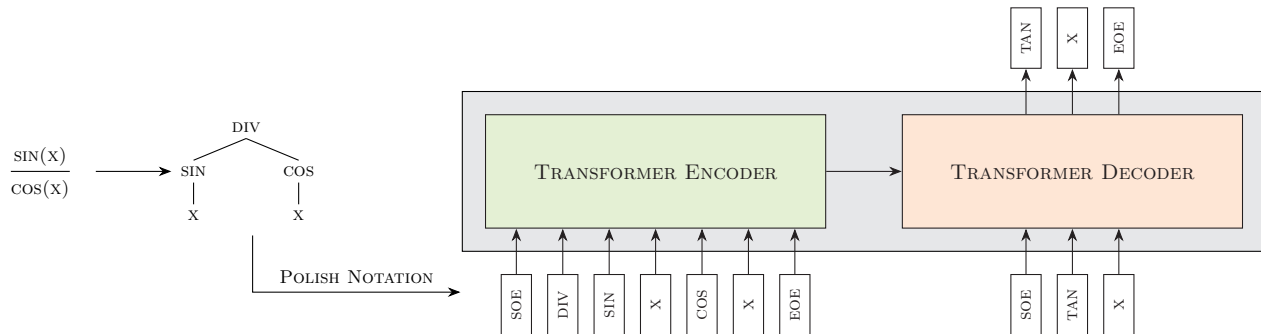 SIN(X)
COS(X)
DIV
SIN COS
X X
POLISH NOTATION
TRANSFORMER ENCODER
SOE DIV SIN X COS X EOE
TRANSFORMER DECODER
TAN X EOE
SOE TAN X